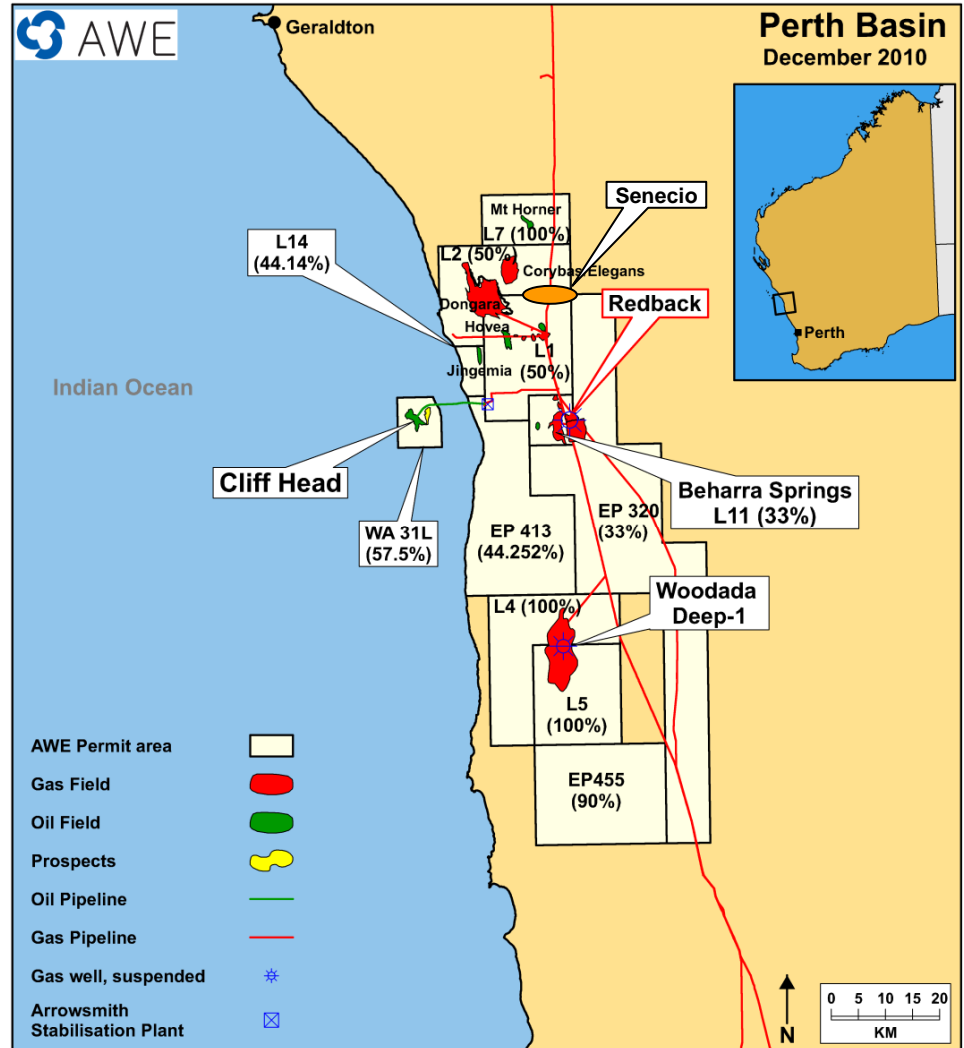 AWE
Geraldton
Perth Basin
December 2010
Perth
Senecio
Mt Horner
L7 (100%)
L14
(44.14%)
L2 (50%)
Corybas Elegans
Redback
Dongara
Hovea
L1
(50%)
Jingemia
Indian Ocean
Cliff Head
Beharra Springs
L11 (33%)
WA 31L
(57.5%)
EP 413
(44.252%)
EP 320
(33%)
Woodada
Deep-1
L4 (100%)
L5
(100%)
EP455
(90%)
AWE Permit area
Gas Field
Oil Field
Prospects
Oil Pipeline
Gas Pipeline
Gas well, suspended
Arrowsmith
Stabilisation Plant
N
0 5 10 15 20
KM